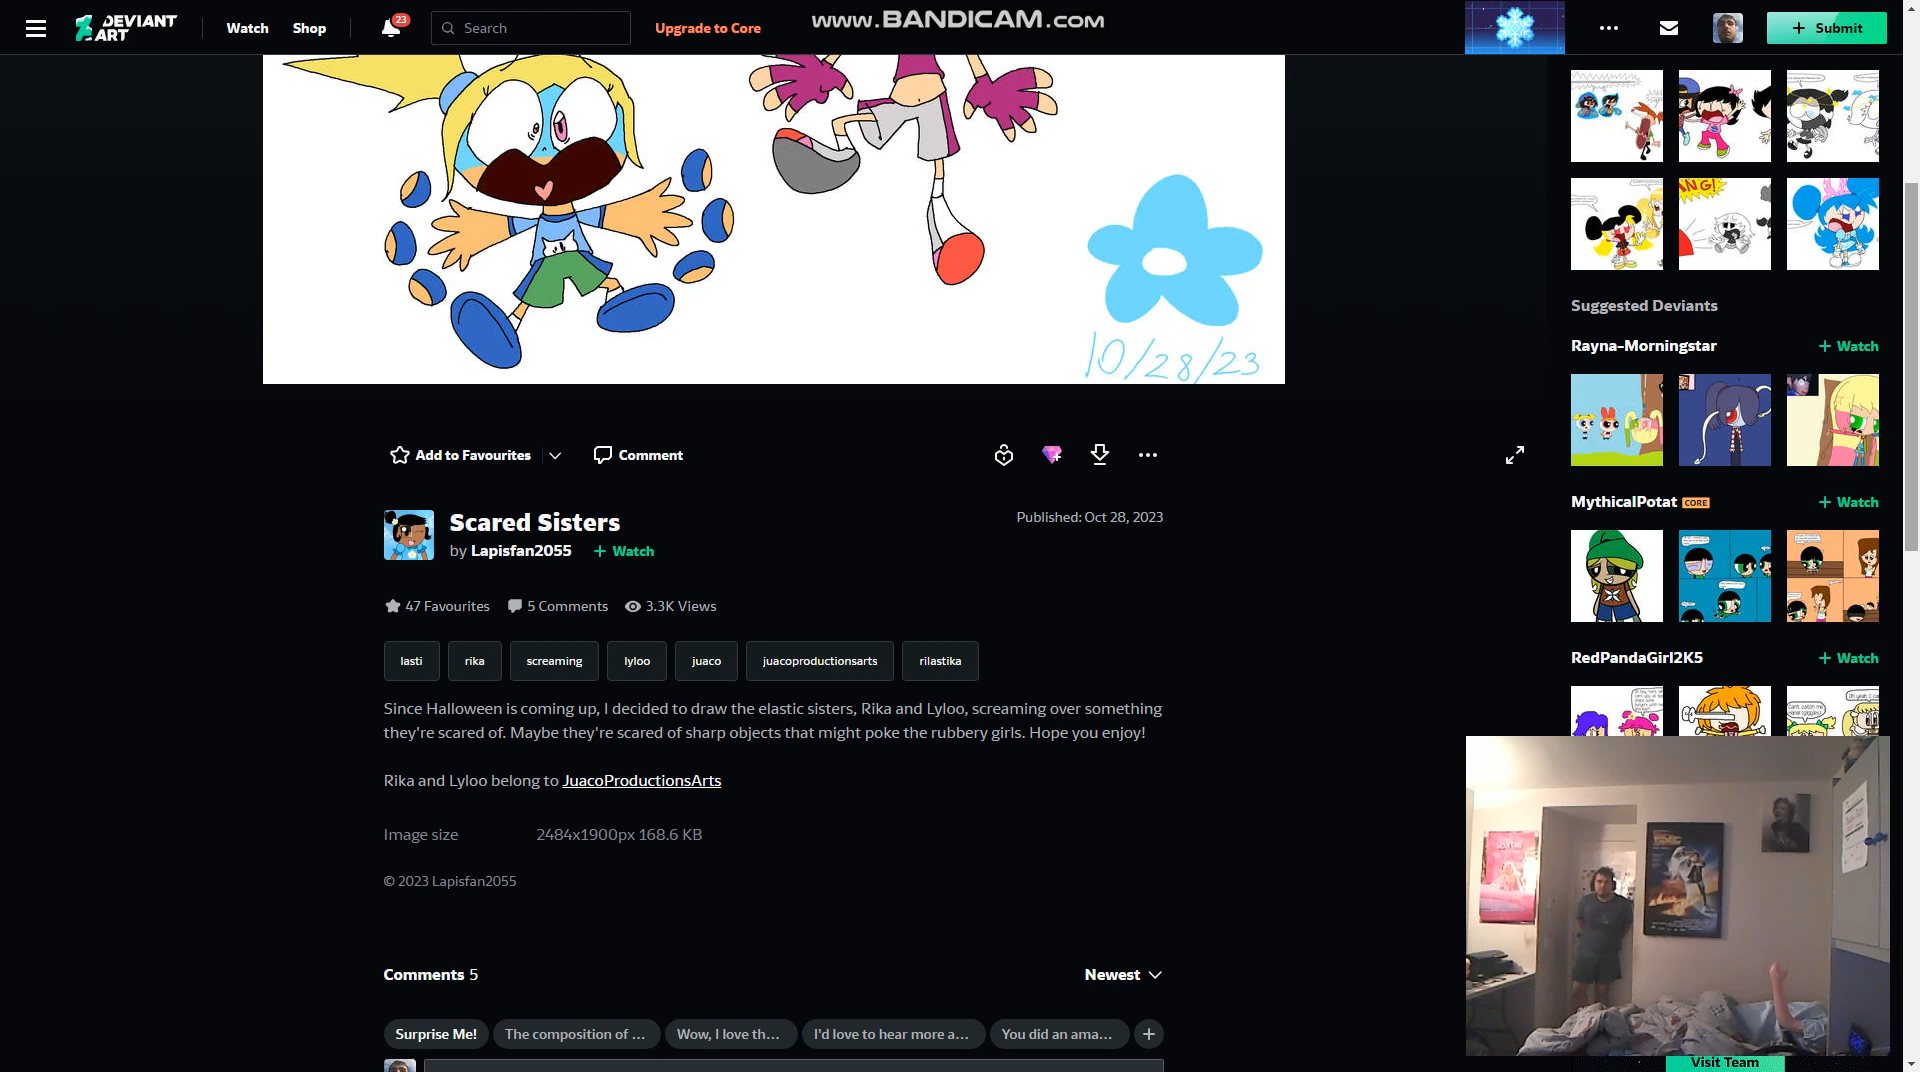 DEVIANT ART
Watch
Shop
23
Search
Upgrade to Core
WWW.BANDICAM.COM
Submit
ANG!
10/28/23
Suggested Deviants
Rayna-Morningstar
+ Watch
MythicalPotat CORE
+ Watch
RedPandaGirl2K5
+ Watch
Add to Favourites
Comment
Scared Sisters
by Lapisfan2055
+ Watch
Published: Oct 28, 2023
47 Favourites
5 Comments
3.3K Views
lasti
rika
screaming
lyloo
juaco
juacoproductionsarts
rilastika
Since Halloween is coming up, I decided to draw the elastic sisters, Rika and Lyloo, screaming over something
they're scared of. Maybe they're scared of sharp objects that might poke the rubbery girls. Hope you enjoy!
Rika and Lyloo belong to JuacoProductionsArts
Image size 2484x1900px 168.6 KB
© 2023 Lapisfan2055
Comments 5
Newest
Surprise Me!
The composition of ...
Wow, I love th...
I'd love to hear more a...
You did an ama...
+
Visit Team